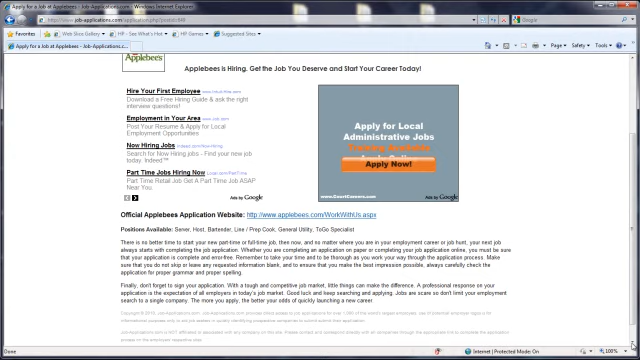 Apply for a Job at Applebees - Job-Applications.com - Windows Internet Explorer
Google
Favorites
Web Slice Gallery
HP - See What's Hot
HP Games
Suggested Sites
Apply for a Job at Applebees - Job-Applications.c...
Page
Safety
Tools
Applebee's
Applebees is Hiring. Get the Job You Deserve and Start Your Career Today!
Hire Your First Employee
Download a Free Hiring Guide & ask the right
interview questions!
Employment in Your Area
Post Your Resume & Apply for Local
Employment Opportunities
Now Hiring Jobs Indeed.com/Now-Hiring
Search for Now Hiring jobs - Find your new job
today. Indeed™
Part Time Jobs Hiring Now
Part Time Retail Job Get A Part Time Job ASAP
Near You.
Ads by Google
Apply for Local
Administrative Jobs
Training Available
Apply Now!
www.CourtCareers.com
Ads by Google
Official Applebees Application Website: http://www.applebees.com/WorkWithUs.aspx
Positions Available: Server, Host, Bartender, Line / Prep Cook, General Utility, ToGo Specialist
There is no better time to start your new part-time or full-time job, then now, and no matter where you are in your employment career or job hunt, your next job
always starts with completing the job application. Whether you are completing an application on paper or completing your job application online, you must be sure
that your application is complete and error-free. Remember to take your time and to be thorough as you work your way through the application process. Make
sure that you do not skip or leave any requested information blank, and to ensure that you make the best impression possible, always carefully check the
application for proper grammar and proper spelling.
Finally, don't forget to sign your application. With a tough and competitive job market, little things can make the difference. A professional response on your
application is the expectation of all employers in today's job market. Good luck and keep searching and applying. Jobs are scarce so don't limit your employment
search to a single company. The more you apply, the better your odds of quickly launching a new career.
Done
Internet | Protected Mode: On
100%